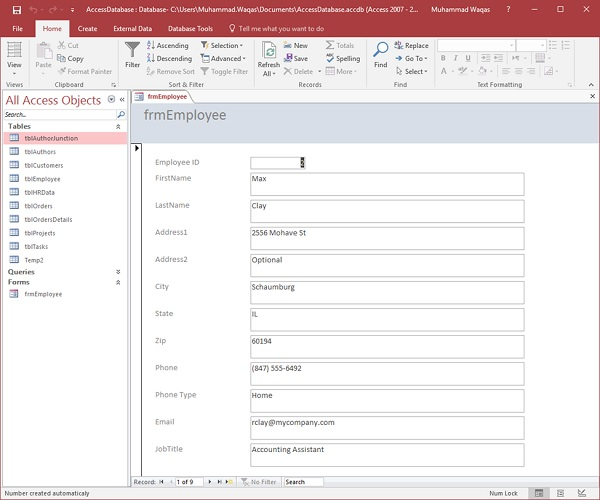 AccessDatabase : Database- C:\Users\Muhammad.Waqas\Documents\AccessDatabase.accdb (Access 2007 - 2... Muhammad Waqas
File Home Create External Data Database Tools Tell me what you want to do
View Paste Cut Copy Format Painter Filter Ascending Descending Remove Sort Selection Advanced Toggle Filter Refresh All New Save Delete Totals Spelling More Find Replace Go To Select B I U A
Views Clipboard Sort & Filter Records Find Text Formatting
All Access Objects
Search...
Tables
tblAuthorJunction
tblAuthors
tblCustomers
tblEmployee
tblHRData
tblOrders
tblOrdersDetails
tblProjects
tblTasks
Temp2
Queries
Forms
frmEmployee
frmEmployee
frmEmployee
Employee ID
FirstName Max
LastName Clay
Address1 2556 Mohave St
Address2 Optional
City Schaumburg
State IL
Zip 60194
Phone (847) 555-6492
Phone Type Home
Email rclay@mycompany.com
JobTitle Accounting Assistant
Record: 1 of 9 No Filter Search
Number created automaticaly Num Lock